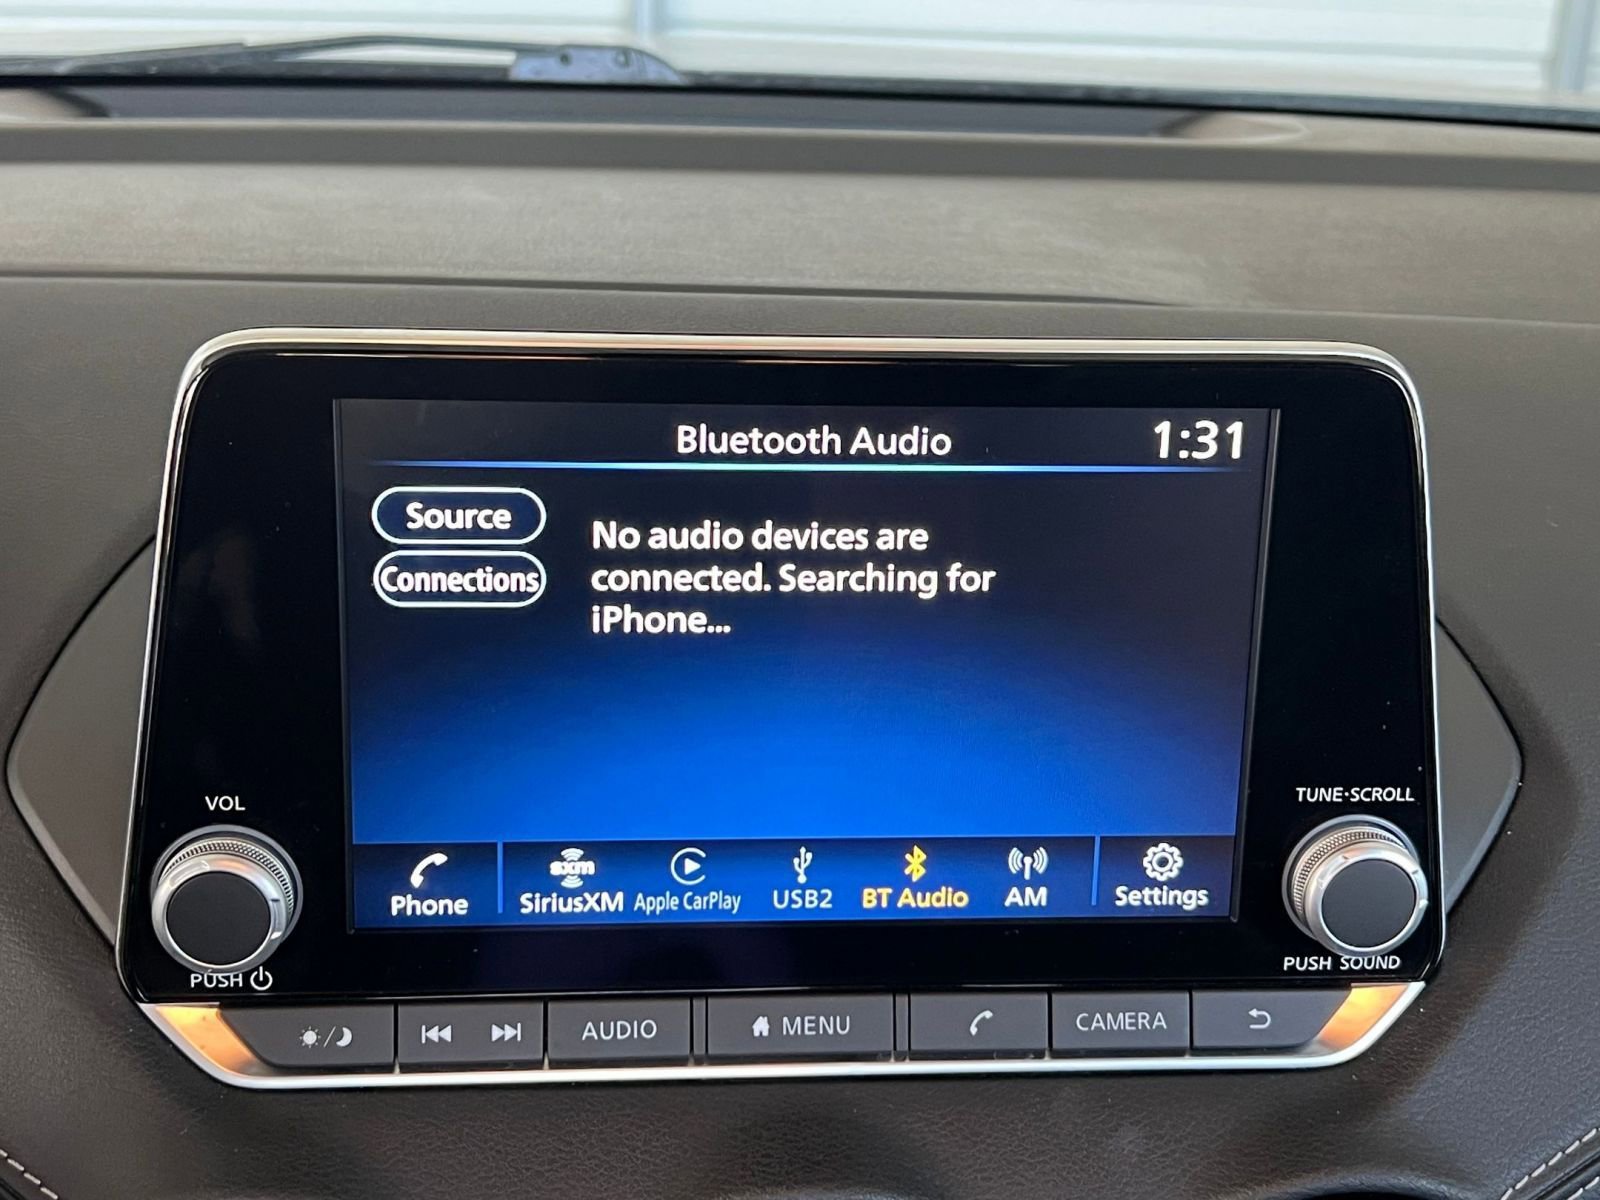 Bluetooth Audio
1:31
Source
Connections
No audio devices are
connected. Searching for
iPhone...
VOL
PUSH
TUNE·SCROLL
PUSH SOUND
Phone
sxm
SiriusXM
Apple CarPlay
USB2
BT Audio
AM
Settings
AUDIO
MENU
CAMERA